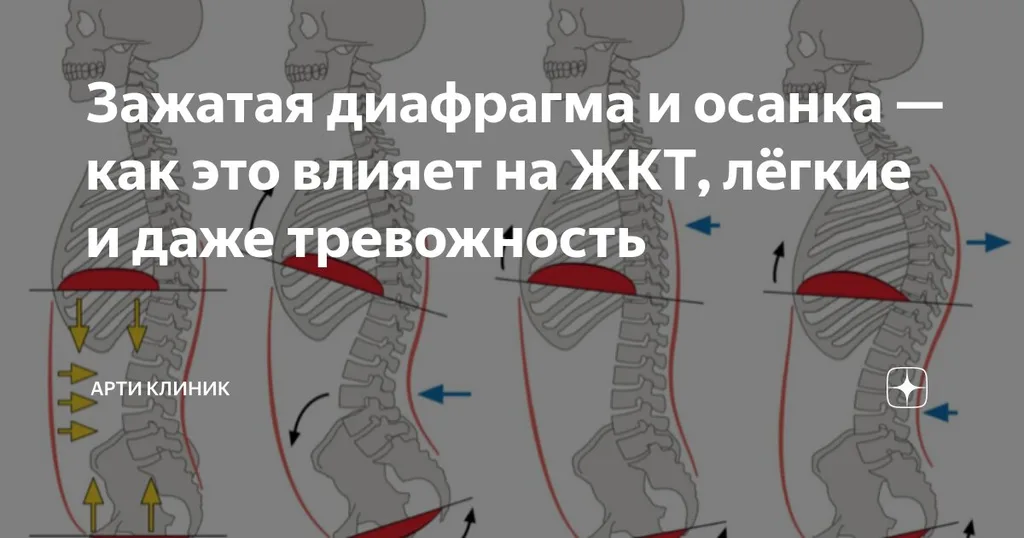 Зажатая диафрагма и осанка —
как это влияет на ЖКТ, лёгкие
и даже тревожность
АРТИ КЛИНИК